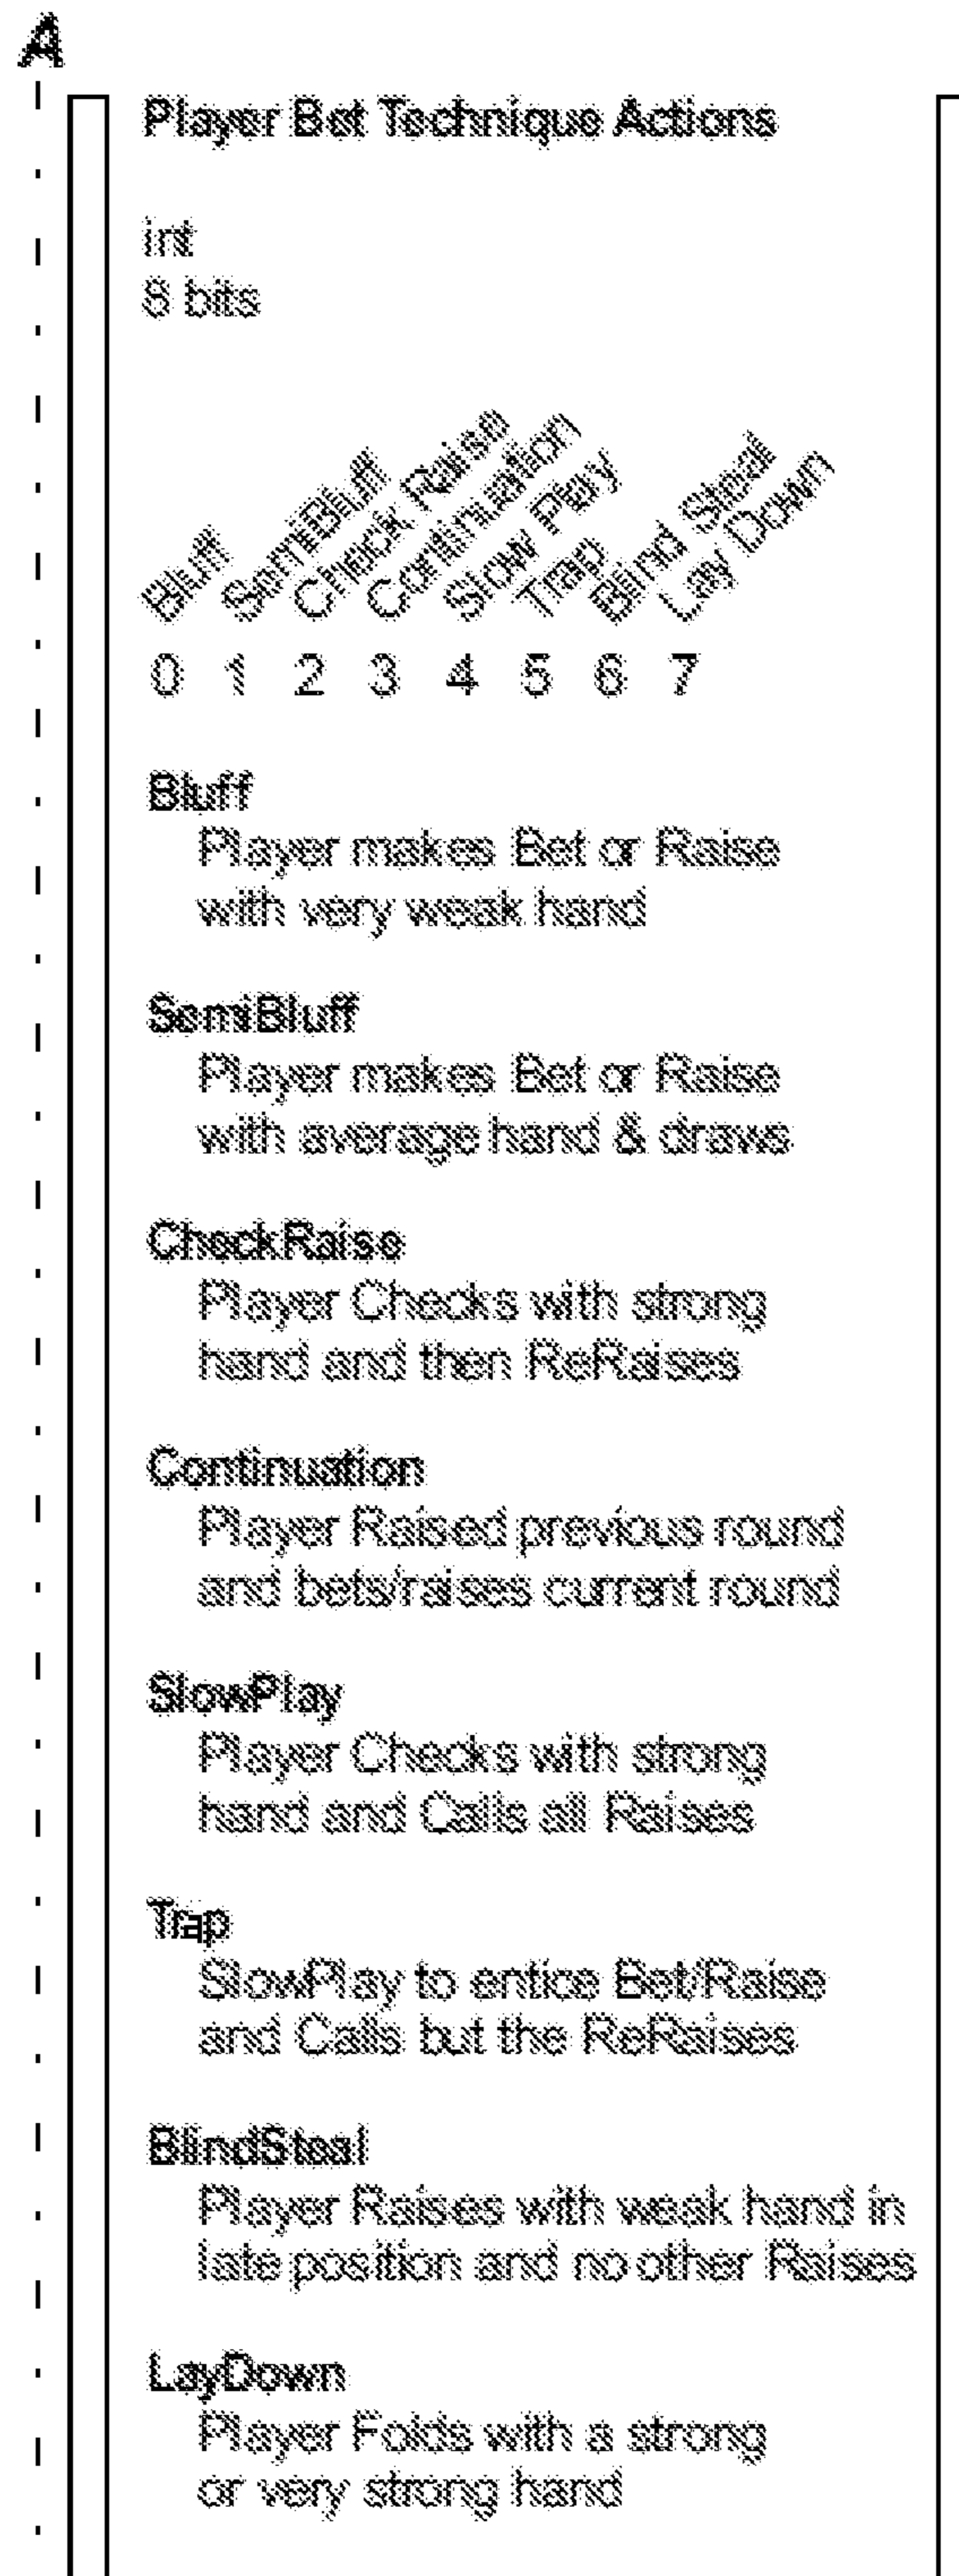 A
Player Bet Technique Actions
int
8 bits
Bluff
SemiBluff
Check Raise
Continuation
Slow Play
Trap
Blind Steal
Lay Down
0 1 2 3 4 5 6 7
Bluff
Player makes Bet or Raise
with very weak hand
SemiBluff
Player makes Bet or Raise
with average hand & draws
CheckRaise
Player Checks with strong
hand and then ReRaises
Continuation
Player Raised previous round
and bets/raises current round
SlowPlay
Player Checks with strong
hand and Calls all Raises
Trap
SlowPlay to entice Bet/Raise
and Calls but the ReRaises
BlindSteal
Player Raises with weak hand in
late position and no other Raises
LayDown
Player Folds with a strong
or very strong hand